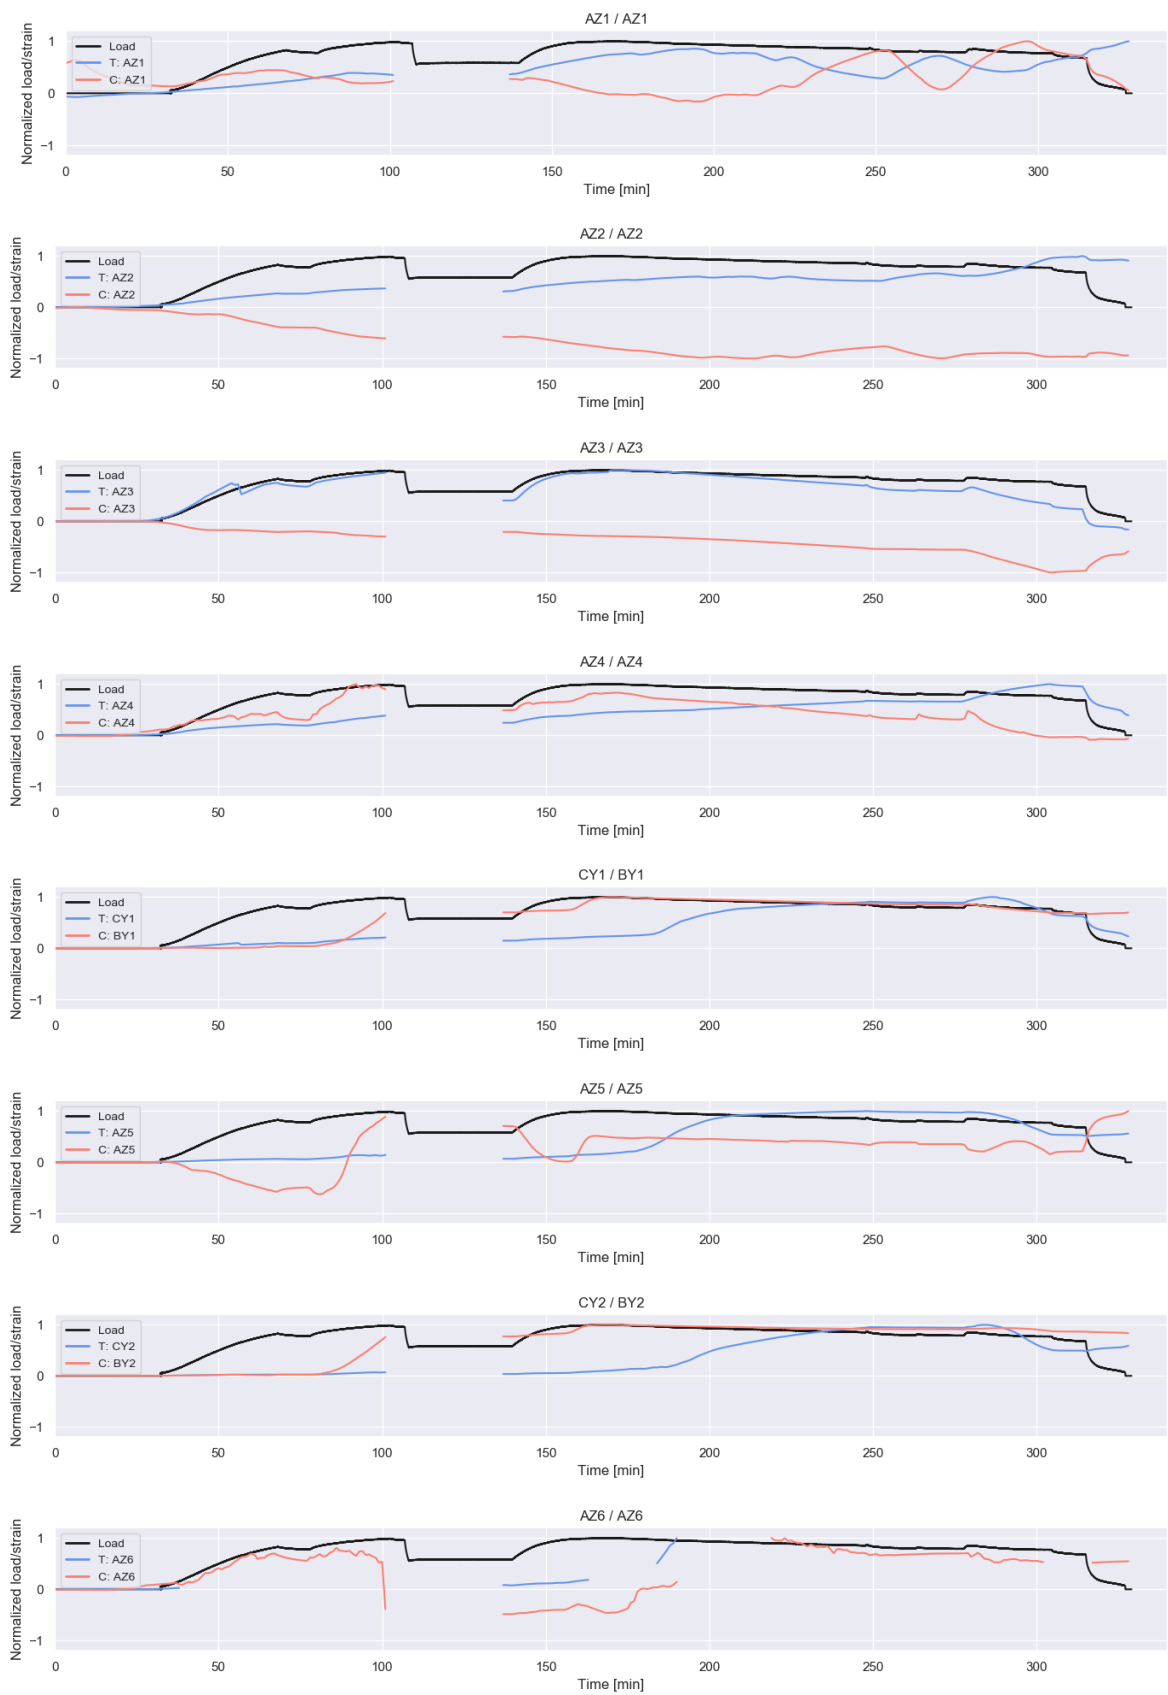 AZ1 / AZ1
Normalized load/strain
1
0
−1
Load
T: AZ1
C: AZ1
0 50 100 150 200 250 300
Time [min]
AZ2 / AZ2
Normalized load/strain
1
0
−1
Load
T: AZ2
C: AZ2
0 50 100 150 200 250 300
Time [min]
AZ3 / AZ3
Normalized load/strain
1
0
−1
Load
T: AZ3
C: AZ3
0 50 100 150 200 250 300
Time [min]
AZ4 / AZ4
Normalized load/strain
1
0
−1
Load
T: AZ4
C: AZ4
0 50 100 150 200 250 300
Time [min]
CY1 / BY1
Normalized load/strain
1
0
−1
Load
T: CY1
C: BY1
0 50 100 150 200 250 300
Time [min]
AZ5 / AZ5
Normalized load/strain
1
0
−1
Load
T: AZ5
C: AZ5
0 50 100 150 200 250 300
Time [min]
CY2 / BY2
Normalized load/strain
1
0
−1
Load
T: CY2
C: BY2
0 50 100 150 200 250 300
Time [min]
AZ6 / AZ6
Normalized load/strain
1
0
−1
Load
T: AZ6
C: AZ6
0 50 100 150 200 250 300
Time [min]